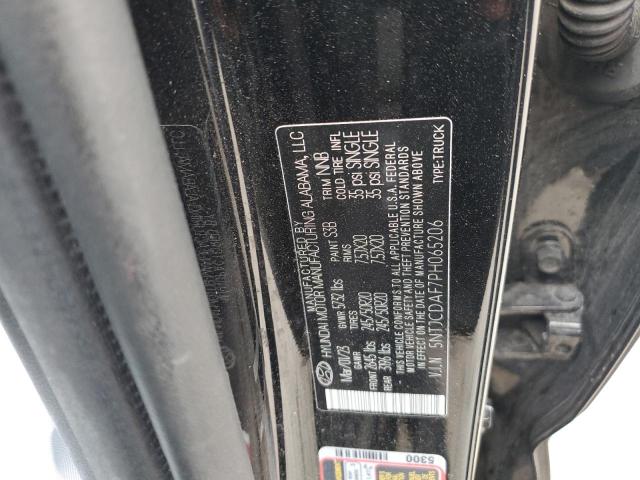 MANUFACTURED BY
HYUNDAI MOTOR MANUFACTURING ALABAMA, LLC
Mar/01/23 GVWR 5732 lbs PAINT S3B TRIM NNB
GAWR TIRES RIMS COLD TIRE INFL
FRONT 2645 lbs 245/50R20 7.5JX20 35 psi SINGLE
REAR 3196 lbs 245/50R20 7.5JX20 35 psi SINGLE
* THIS VEHICLE CONFORMS TO ALL APPLICABLE U.S.A. FEDERAL
MOTOR VEHICLE SAFETY AND THEFT PREVENTION STANDARDS
IN EFFECT ON THE DATE OF MANUFACTURE SHOWN ABOVE
V.I.N 5NTJCDAF7PH065206 TYPE:TRUCK
5300